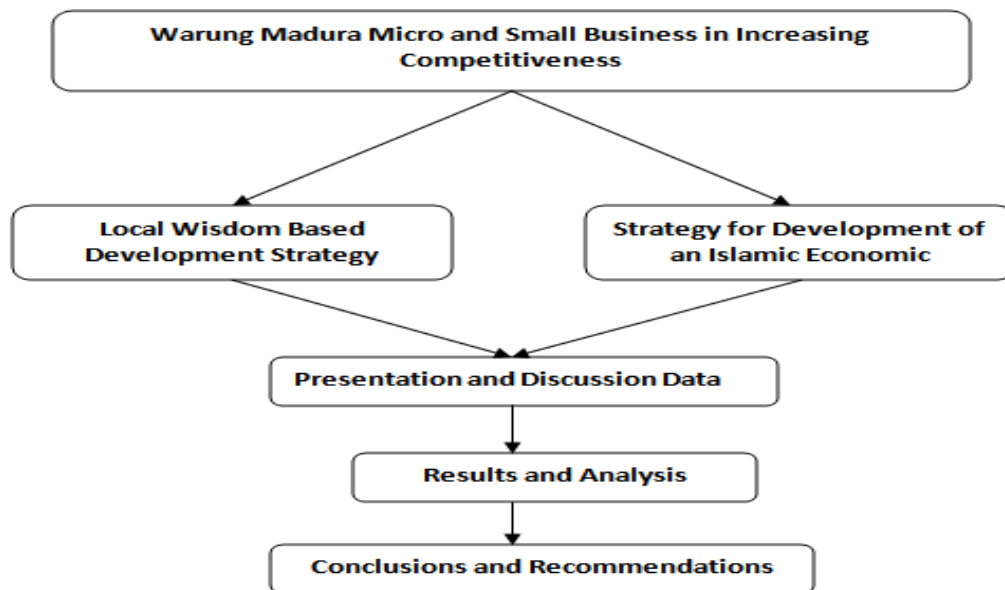 Warung Madura Micro and Small Business in Increasing
Competitiveness
Local Wisdom Based
Development Strategy
Strategy for Development of
an Islamic Economic
Presentation and Discussion Data
Results and Analysis
Conclusions and Recommendations